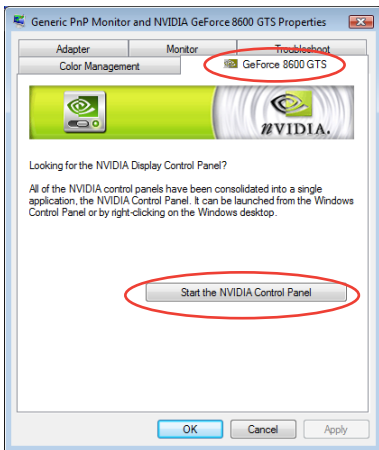 Generic PnP Monitor and NVIDIA GeForce 8600 GTS Properties
Adapter Monitor Troubleshoot
Color Management GeForce 8600 GTS
NVIDIA.
Looking for the NVIDIA Display Control Panel?
All of the NVIDIA control panels have been consolidated into a single
application, the NVIDIA Control Panel. It can be launched from the Windows
Control Panel or by right-clicking on the Windows desktop.
Start the NVIDIA Control Panel
OK Cancel Apply